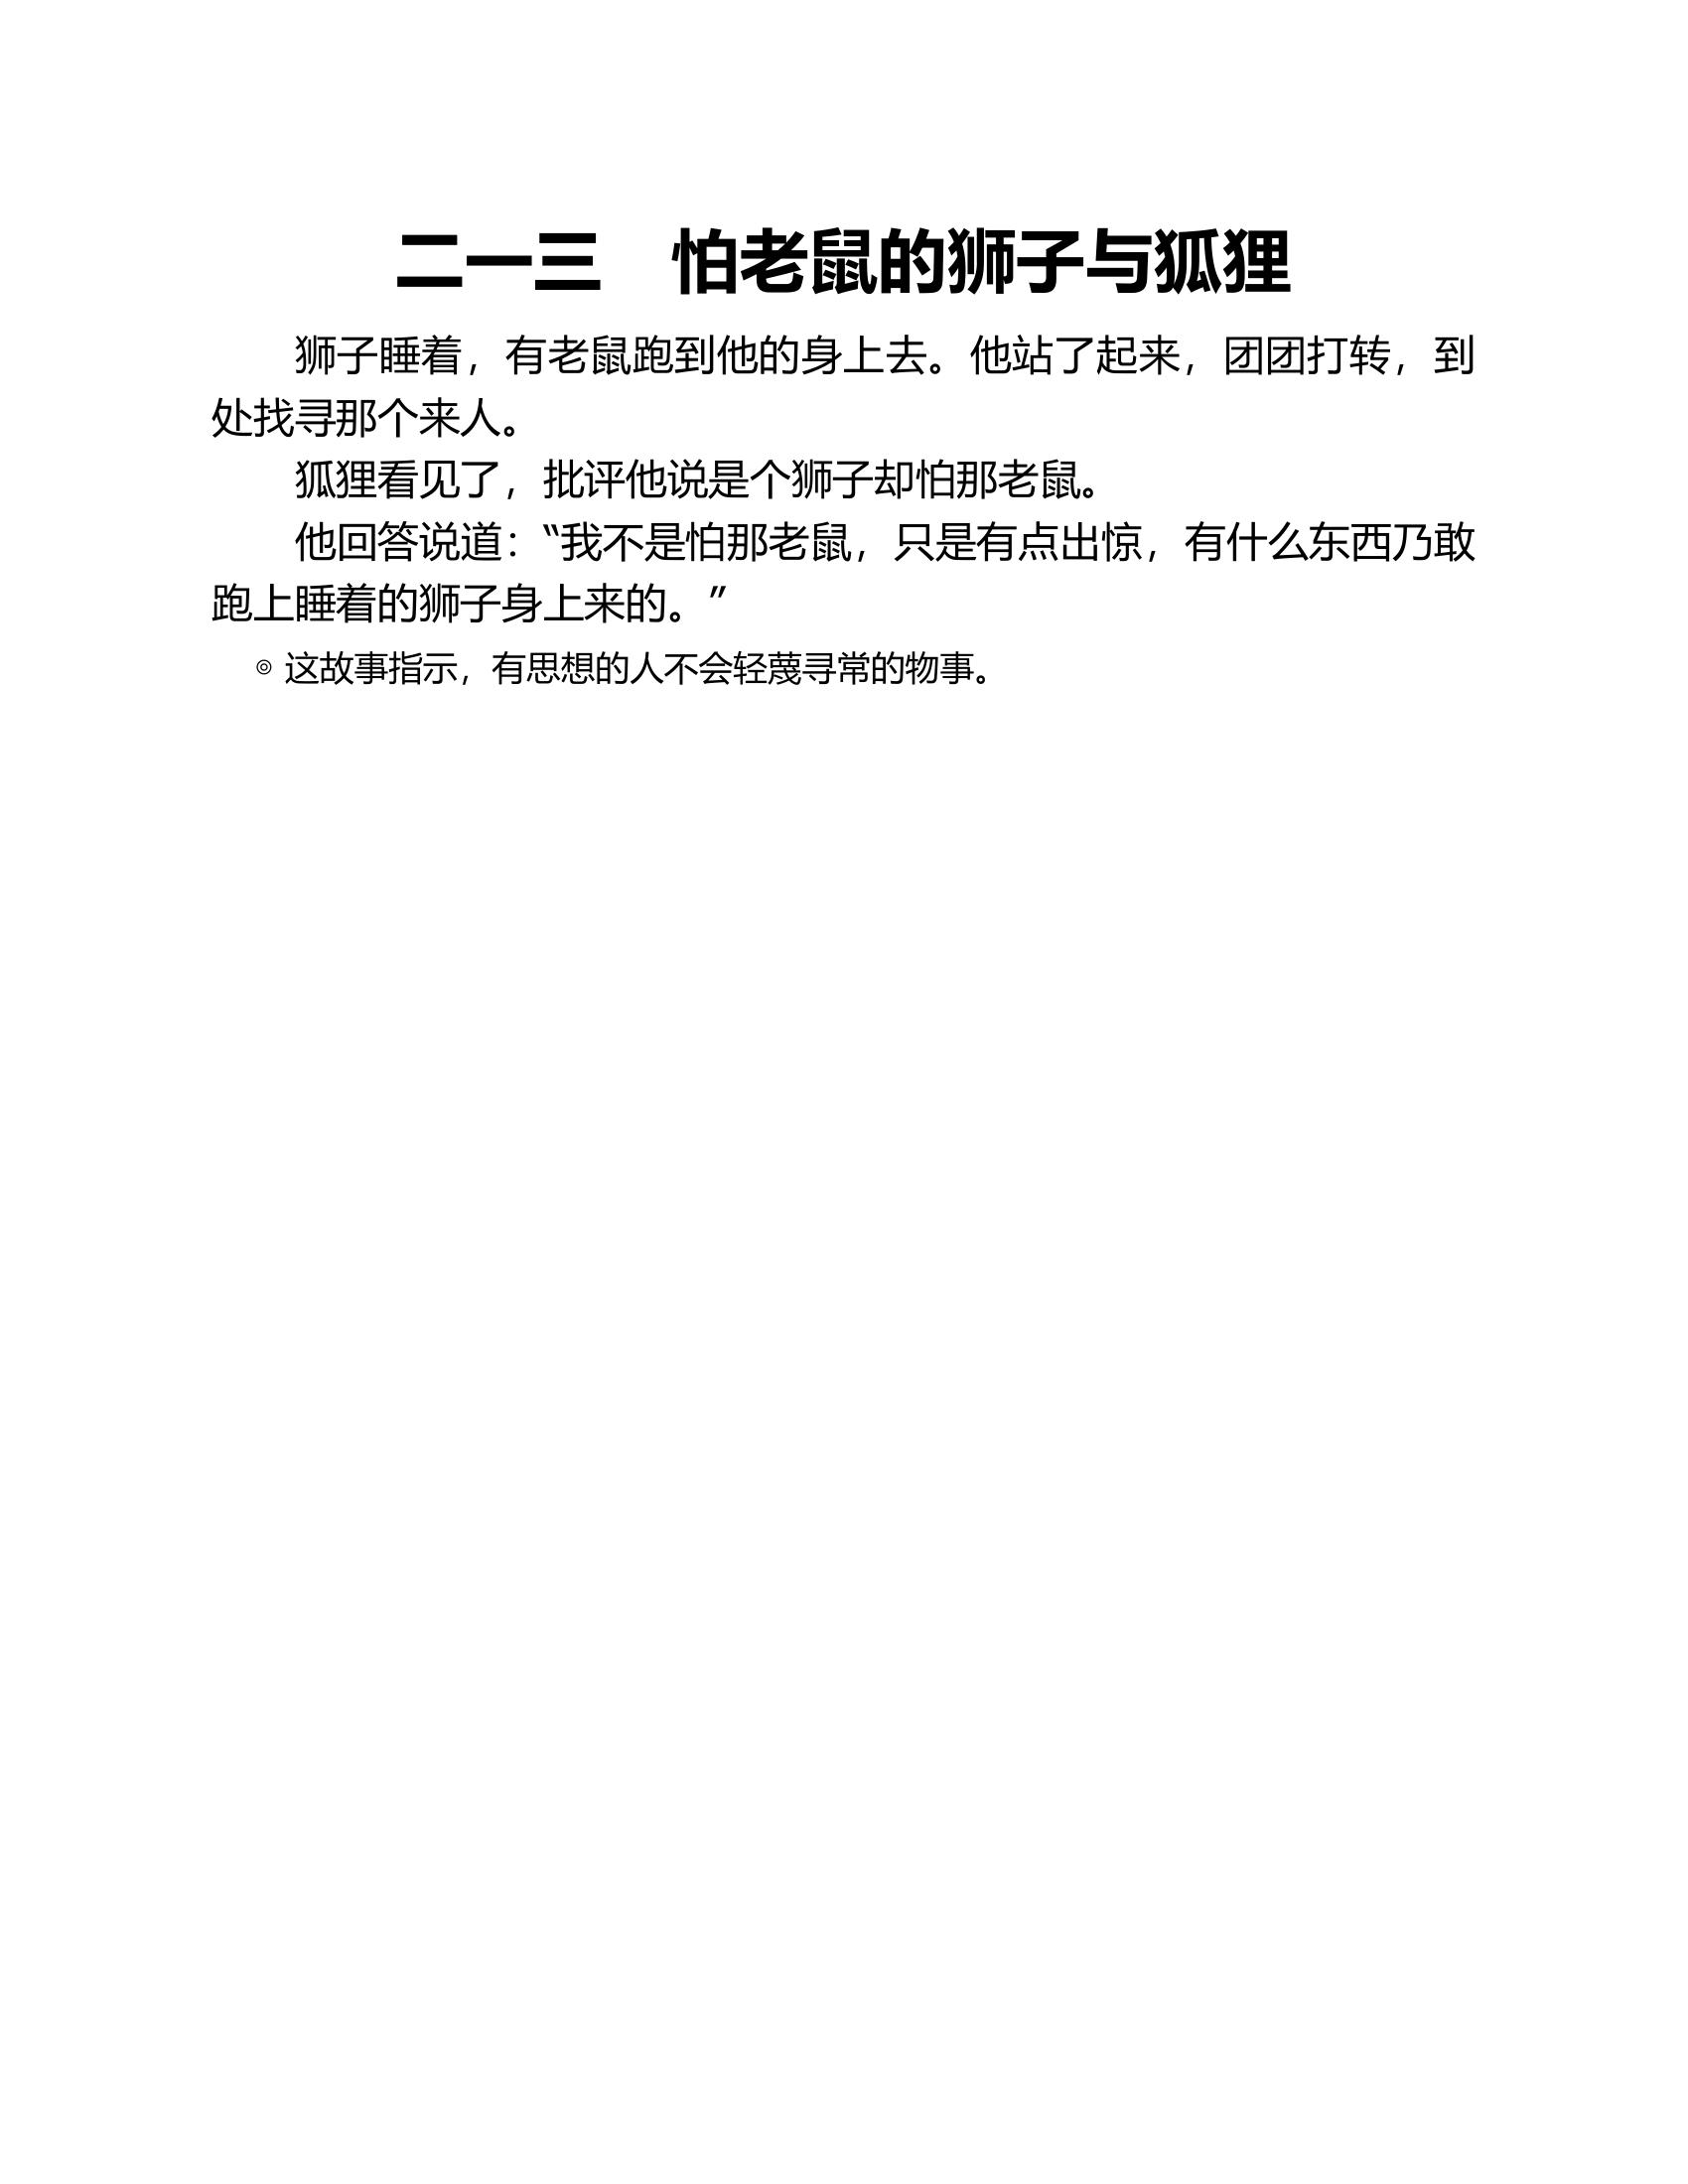 二一三　怕老鼠的狮子与狐狸
狮子睡着，有老鼠跑到他的身上去。他站了起来，团团打转，到
处找寻那个来人。
狐狸看见了，批评他说是个狮子却怕那老鼠。
他回答说道：“我不是怕那老鼠，只是有点出惊，有什么东西乃敢
跑上睡着的狮子身上来的。”
◎ 这故事指示，有思想的人不会轻蔑寻常的物事。